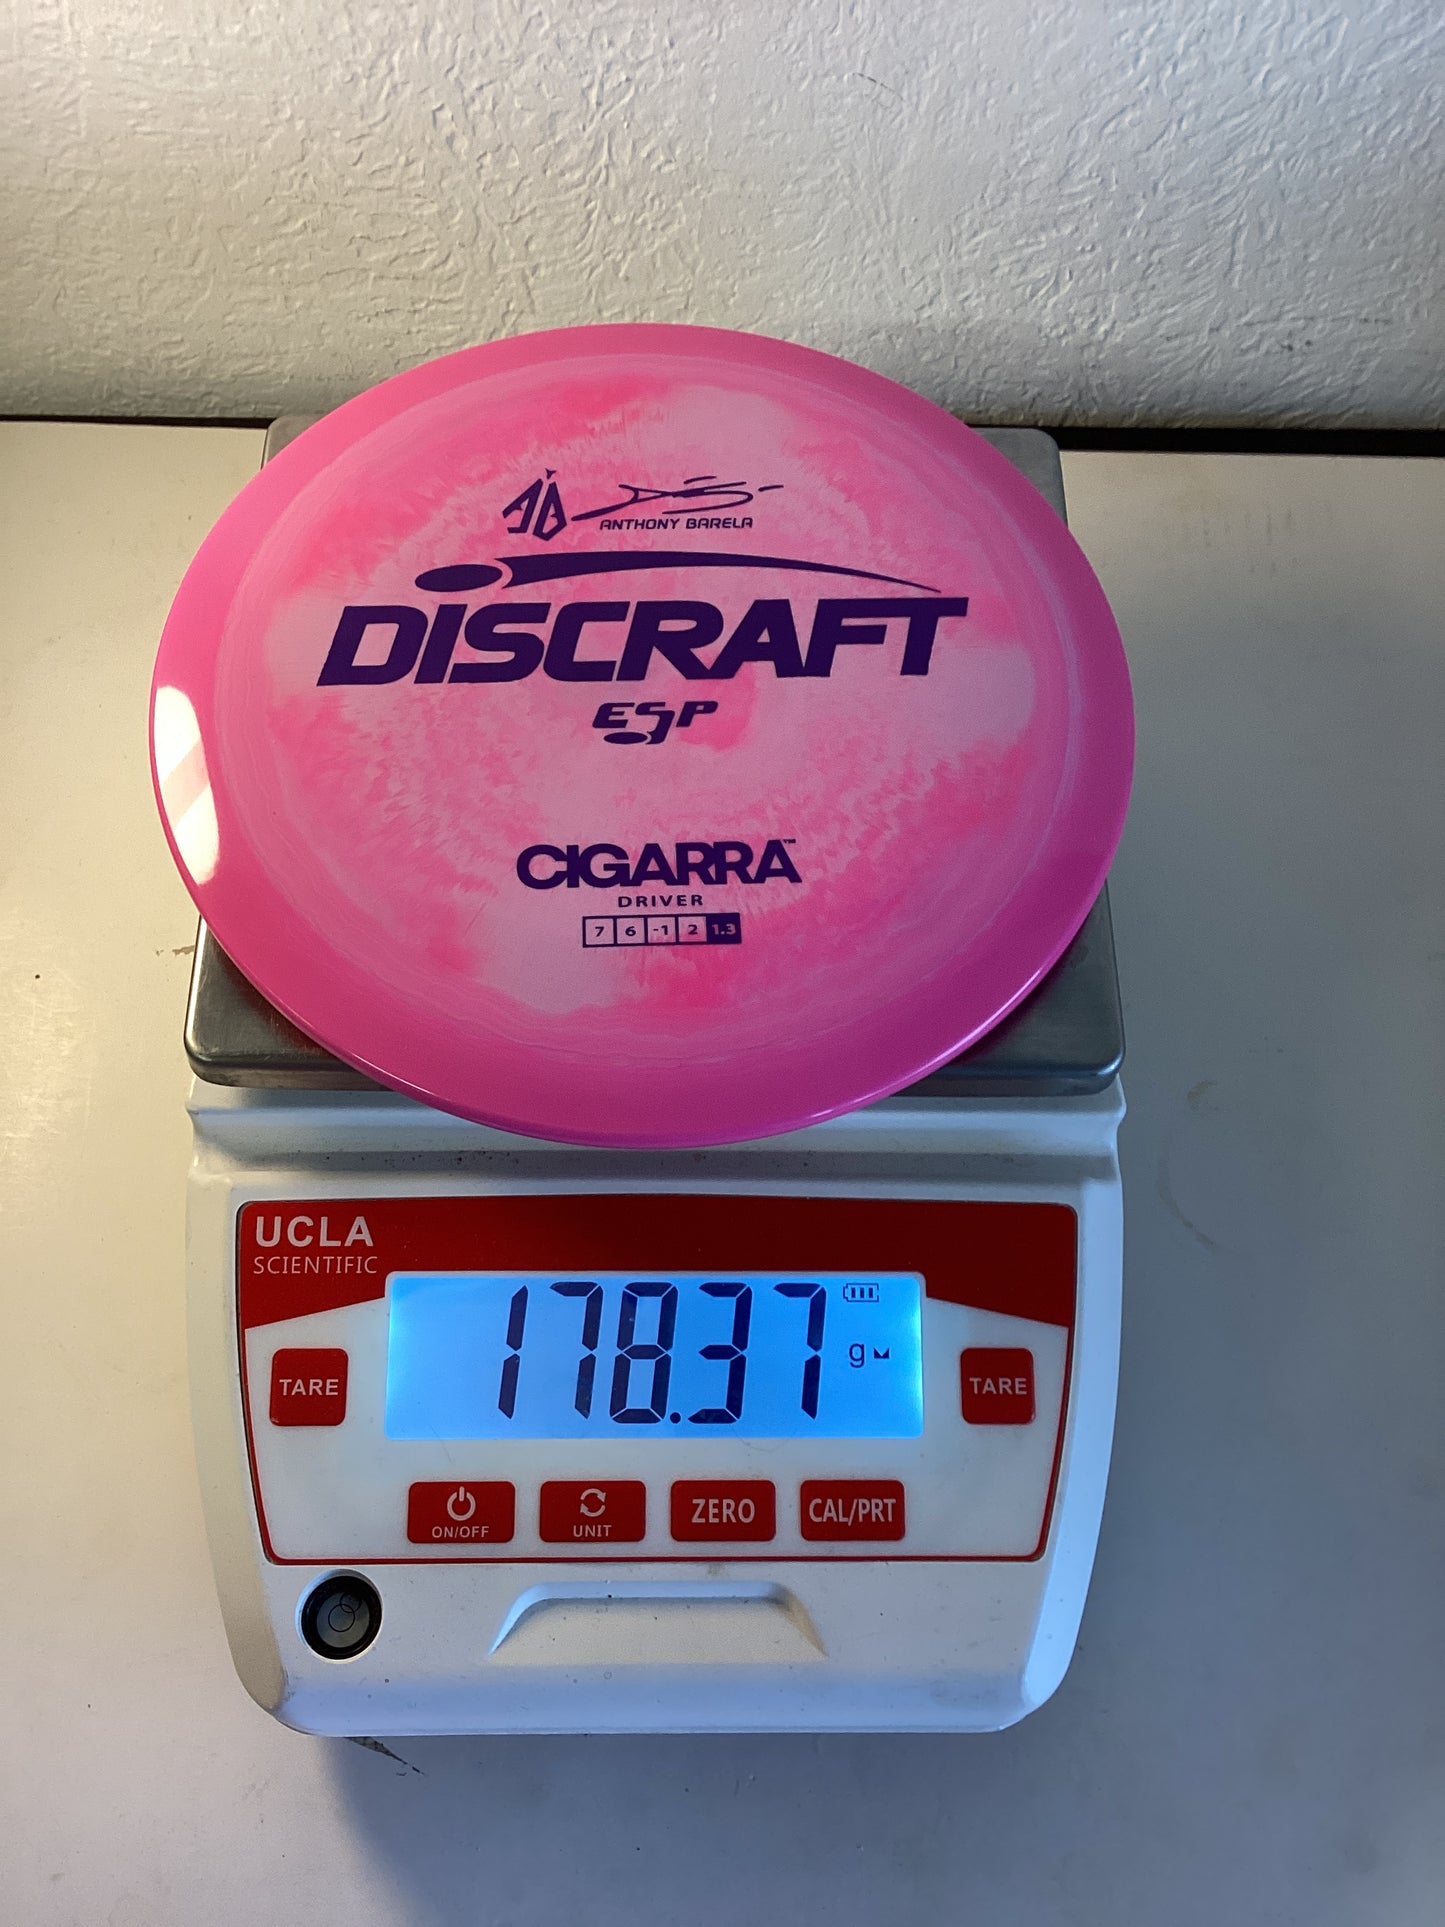 ANTHONY BARELA
DISCRAFT
ESP
CIGARRA™
DRIVER
7 6 -1 2 1.3
UCLA
SCIENTIFIC
178.37 g
TARE
TARE
ON/OFF
UNIT
ZERO
CAL/PRT